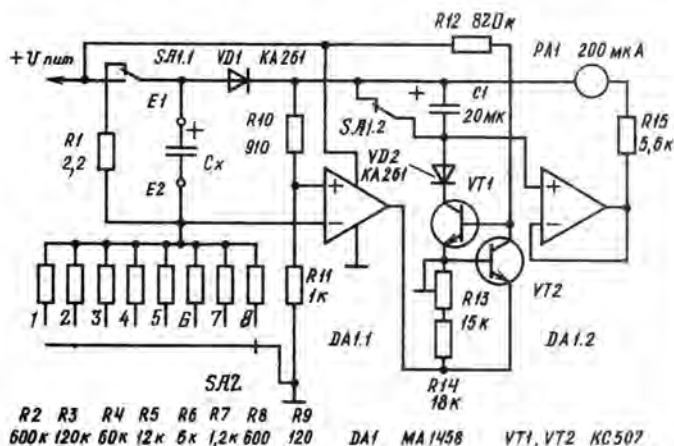 R12 820к
+Uпит
SA1.1
VD1
КА261
PA1
200 мкА
E1
+
R10
910
+
C1
20мк
R15
5,6к
R1
2,2
Cx
SA1.2
VD2
КА261
VT1
E2
+
−
+
−
1 2 3 4 5 6 7 8
R11
1к
R13
15к
VT2
DA1.1
DA1.2
SA2
R14
18к
R2 R3 R4 R5 R6 R7 R8 R9
600к 120к 60к 12к 6к 1,2к 600 120
DA1 MA1458 VT1, VT2 KC507